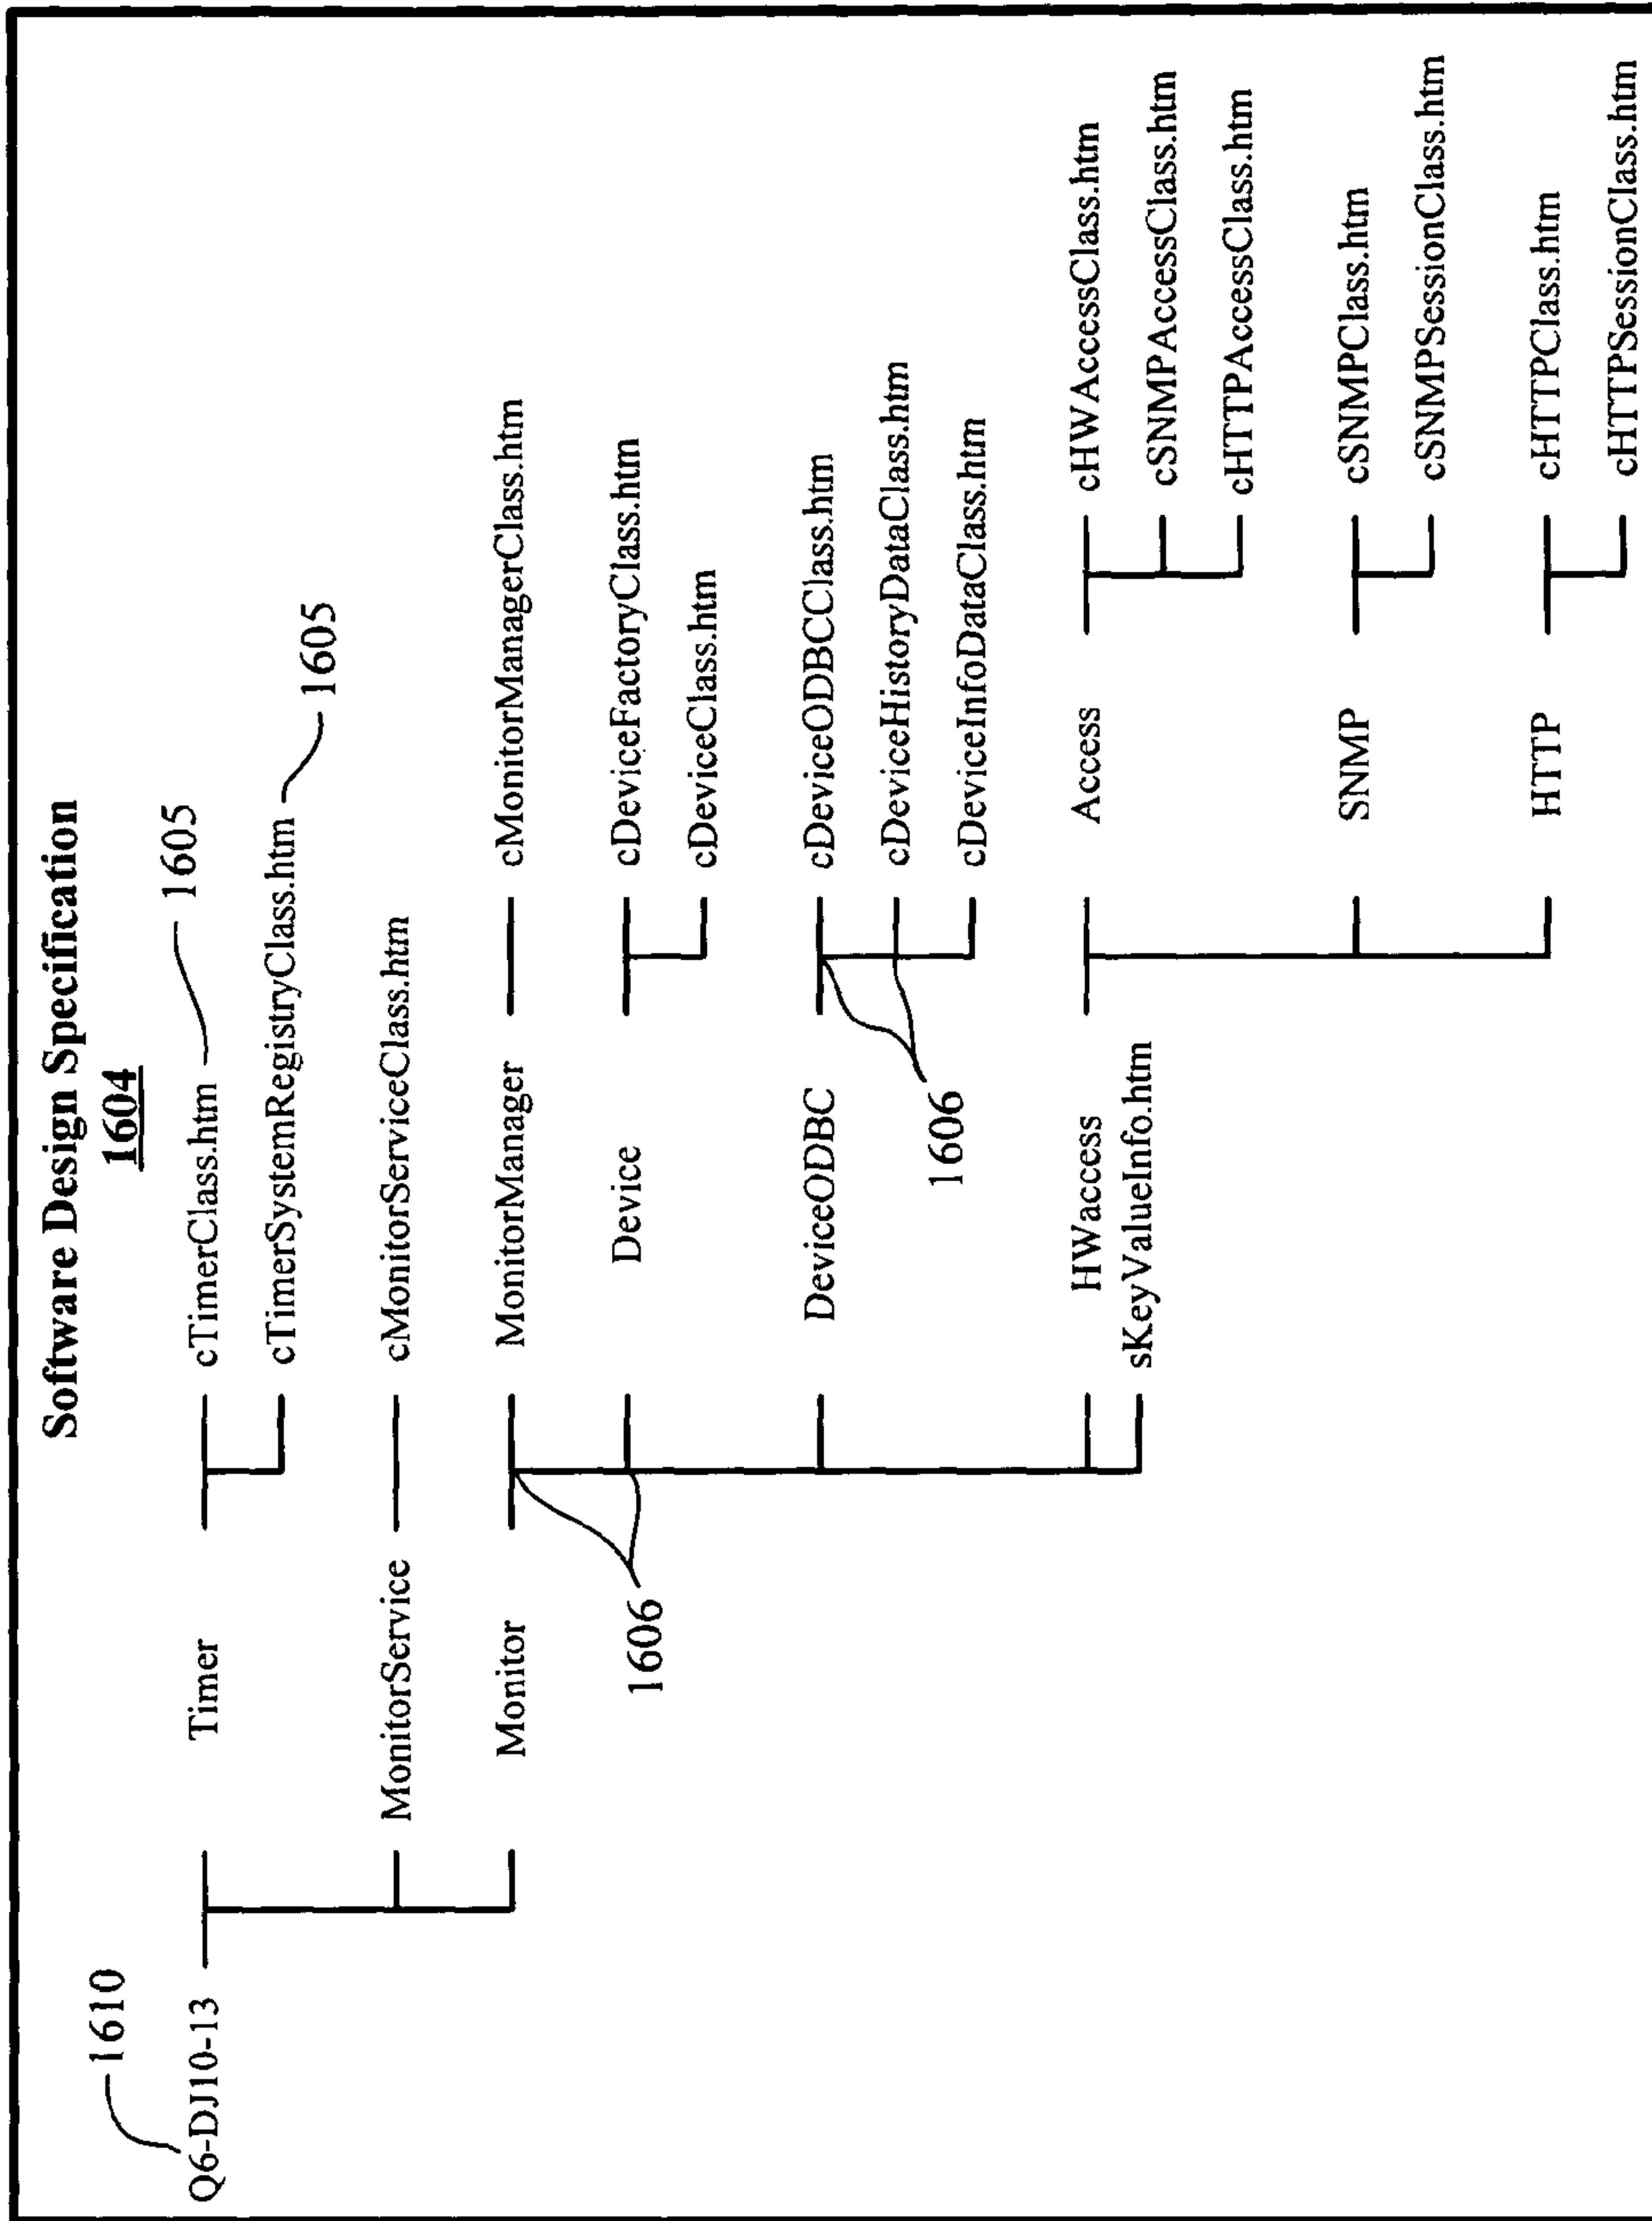 Software Design Specification
1604
1610
Q6-DJ10-13
Timer
cTimerClass.htm
1605
cTimerSystemRegistryClass.htm
1605
MonitorService
cMonitorServiceClass.htm
Monitor
MonitorManager
cMonitorManagerClass.htm
1606
Device
cDeviceFactoryClass.htm
cDeviceClass.htm
DeviceODBC
cDeviceODBCClass.htm
cDeviceHistoryDataClass.htm
cDeviceInfoDataClass.htm
1606
HWaccess
sKeyValueInfo.htm
Access
cHWAccessClass.htm
cSNMPAccessClass.htm
cHTTPAccessClass.htm
SNMP
cSNMPClass.htm
cSNMPSessionClass.htm
HTTP
cHTTPClass.htm
cHTTPSessionClass.htm